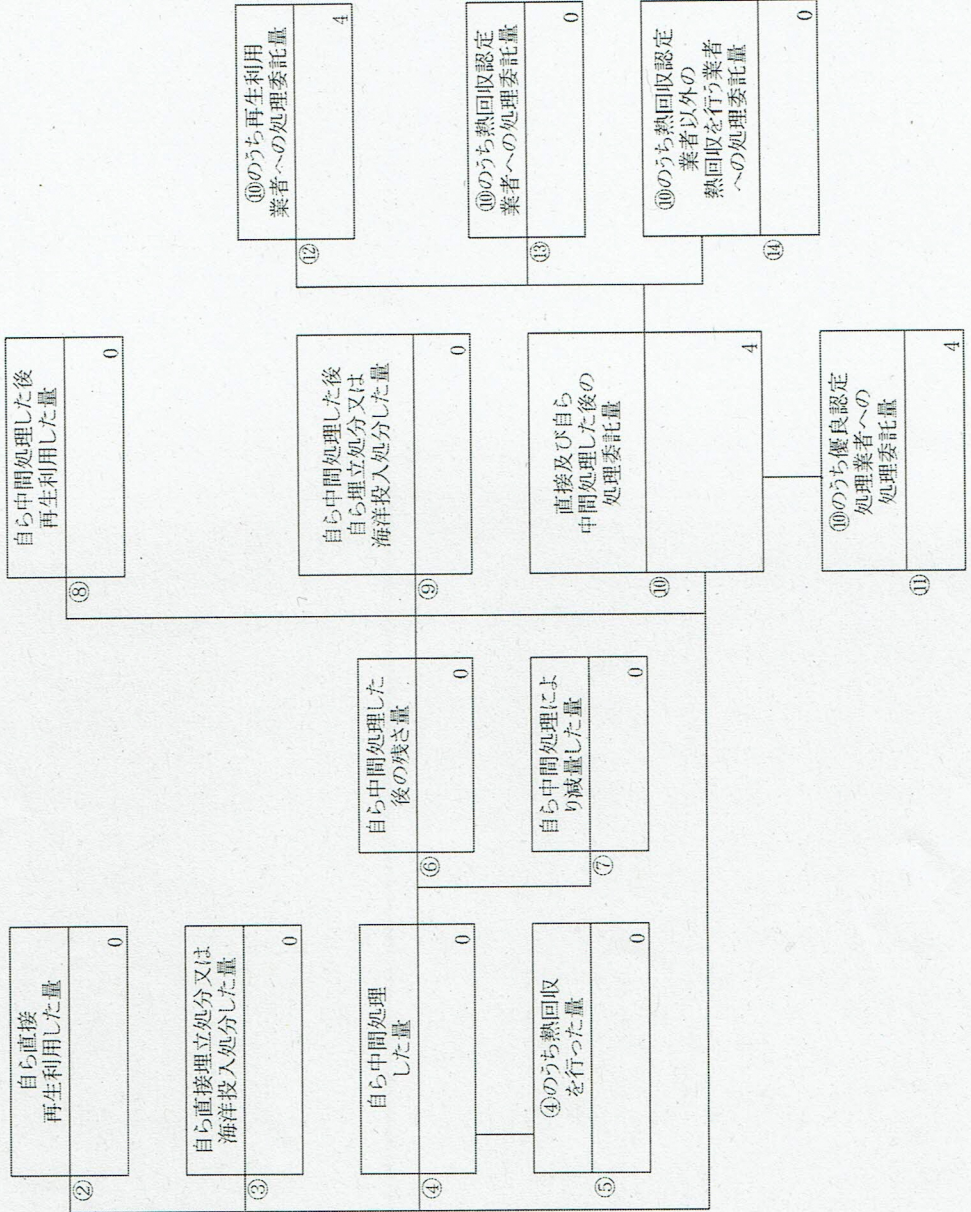 ②
自ら直接
再生利用した量
0
③
自ら直接埋立処分又は
海洋投入処分した量
0
④
自ら中間処理
した量
0
⑤
④のうち熱回収
を行った量
0
⑥
自ら中間処理した
後の残さ量
0
⑦
自ら中間処理によ
り減量した量
0
⑧
自ら中間処理した後
再生利用した量
0
⑨
自ら中間処理した後
自ら埋立処分又は
海洋投入処分した量
0
⑩
直接及び自ら
中間処理した後の
処理委託量
4
⑪
⑩のうち優良認定
処理業者への
処理委託量
4
⑫
⑩のうち再生利用
業者への処理委託量
4
⑬
⑩のうち熱回収認定
業者への処理委託量
0
⑭
⑩のうち熱回収認定
業者以外の
熱回収を行う業者
への処理委託量
0